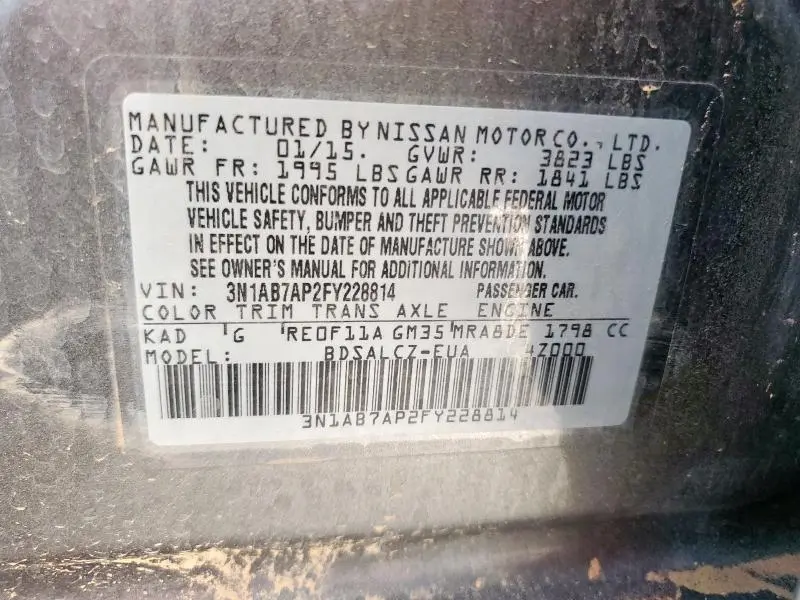 MANUFACTURED BY NISSAN MOTOR CO., LTD.
DATE: 01/15. GVWR: 3823 LBS
GAWR FR: 1995 LBS GAWR RR: 1841 LBS
THIS VEHICLE CONFORMS TO ALL APPLICABLE FEDERAL MOTOR
VEHICLE SAFETY, BUMPER AND THEFT PREVENTION STANDARDS
IN EFFECT ON THE DATE OF MANUFACTURE SHOWN ABOVE.
SEE OWNER'S MANUAL FOR ADDITIONAL INFORMATION.
VIN: 3N1AB7AP2FY228814 PASSENGER CAR.
COLOR TRIM TRANS AXLE ENGINE
KAD 'G 'RE0F11A GM35 'MRA8DE 1798 CC
MODEL: BDSALCZ-EUA 4Z000
3N1AB7AP2FY228814